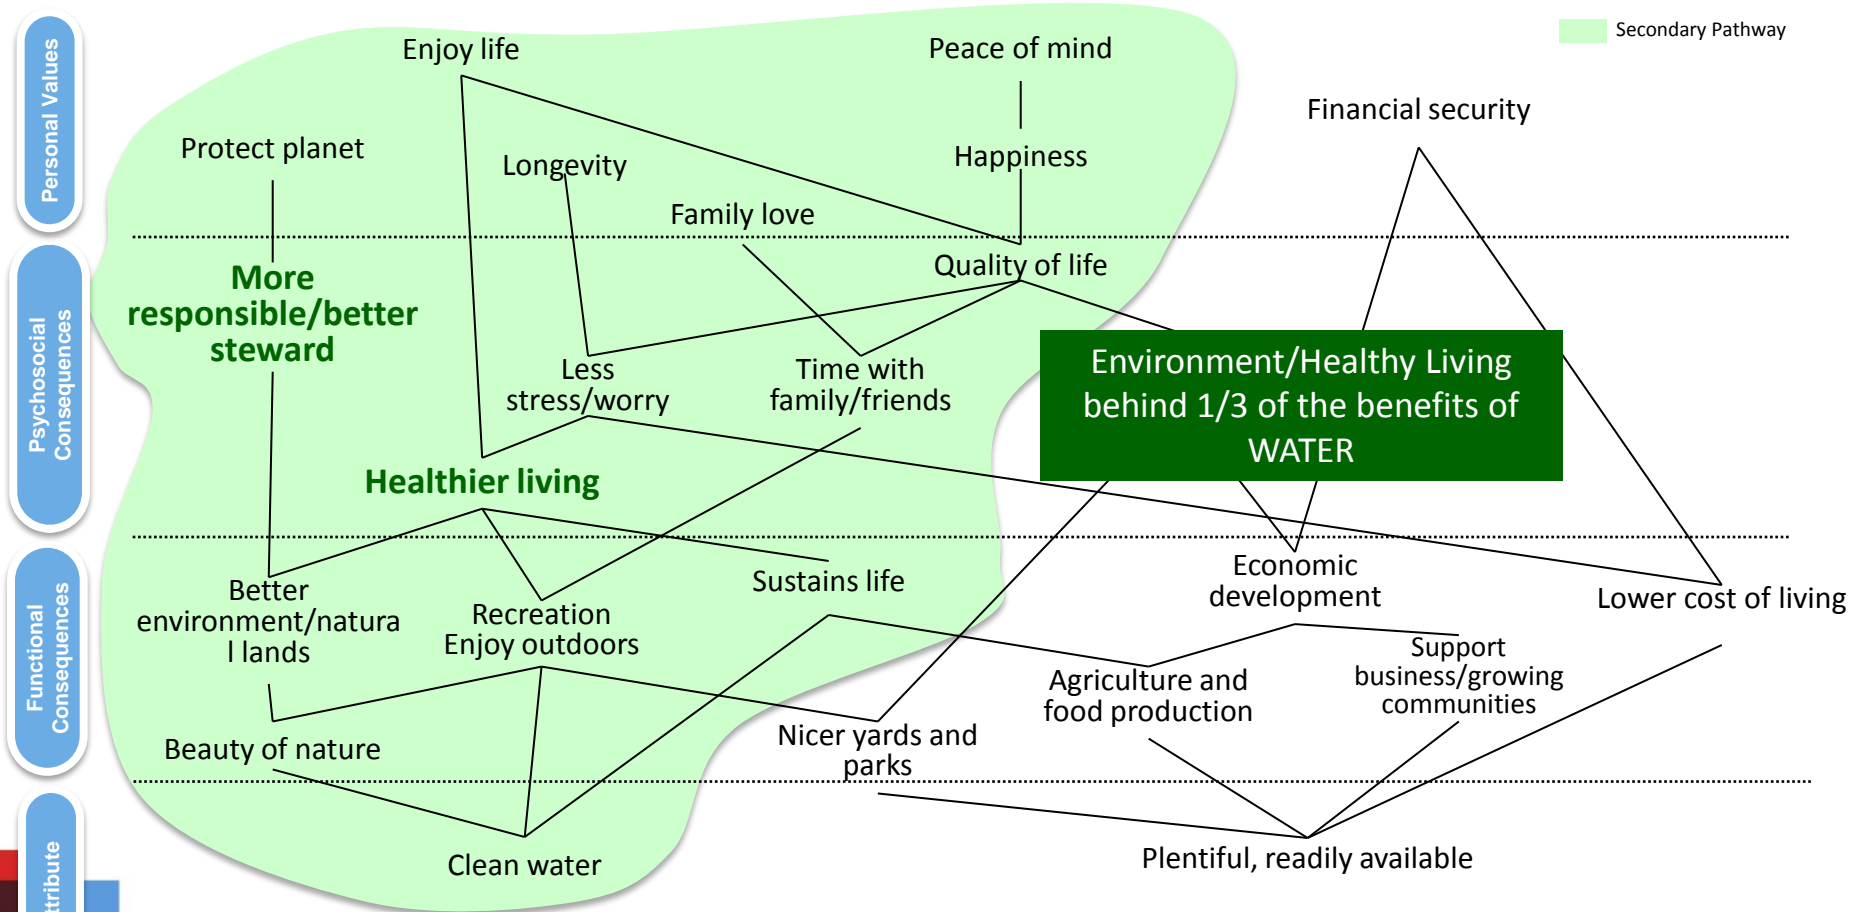 Secondary Pathway
Personal Values
Enjoy life
Peace of mind
Financial security
Protect planet
Longevity
Happiness
Family love
Psychosocial
Consequences
Quality of life
More
responsible/better
steward
Less
stress/worry
Time with
family/friends
Environment/Healthy Living
behind 1/3 of the benefits of
WATER
Healthier living
Functional
Consequences
Better
environment/natura
l lands
Recreation
Enjoy outdoors
Sustains life
Economic
development
Lower cost of living
Agriculture and
food production
Support
business/growing
communities
Beauty of nature
Nicer yards and
parks
ttribute
Clean water
Plentiful, readily available